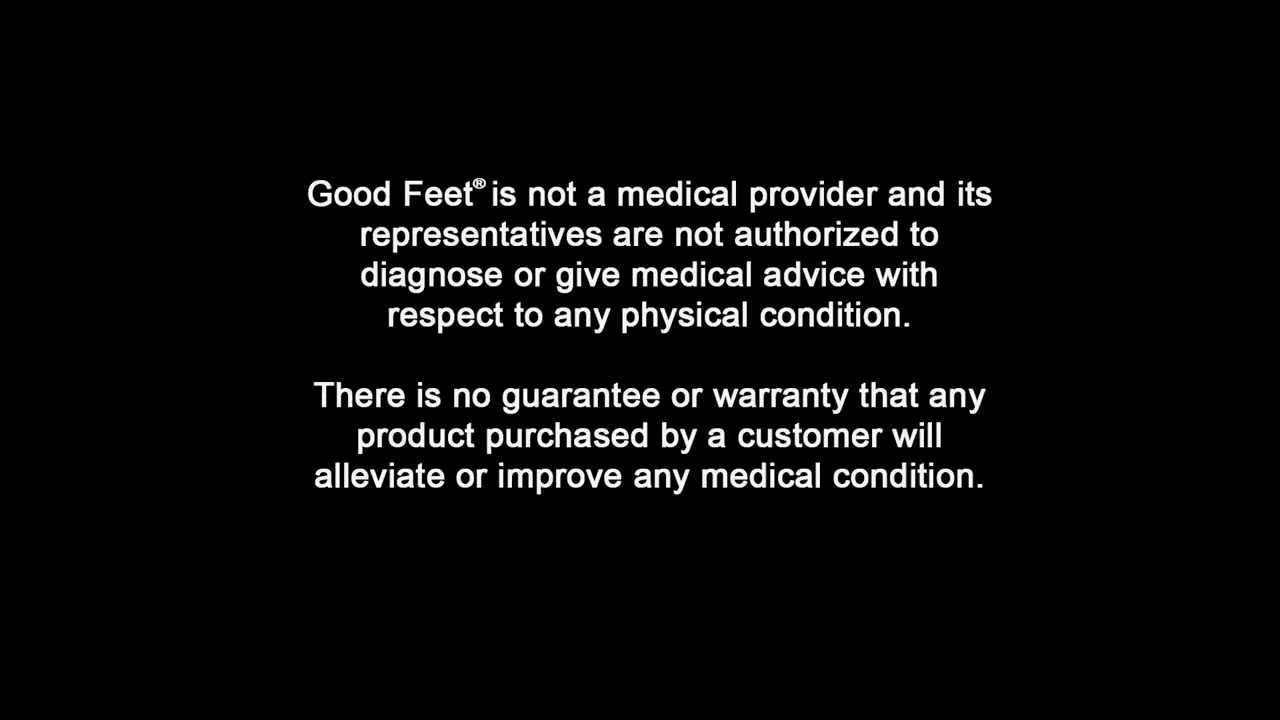 Good Feet® is not a medical provider and its
representatives are not authorized to
diagnose or give medical advice with
respect to any physical condition.
There is no guarantee or warranty that any
product purchased by a customer will
alleviate or improve any medical condition.